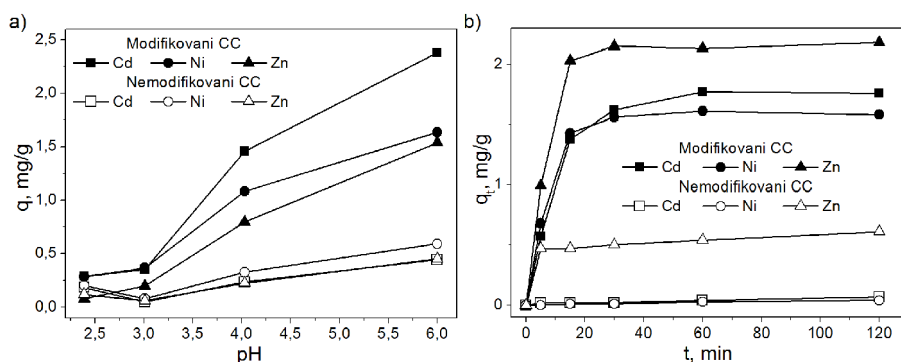 a)
2,5
2,0
1,5
1,0
0,5
0,0
q, mg/g
Modifikovani CC
Cd Ni Zn
Nemodifikovani CC
Cd Ni Zn
2,5 3,0 3,5 4,0 4,5 5,0 5,5 6,0
pH
b)
2
1
0
qt, mg/g
Modifikovani CC
Cd Ni Zn
Nemodifikovani CC
Cd Ni Zn
0 20 40 60 80 100 120
t, min